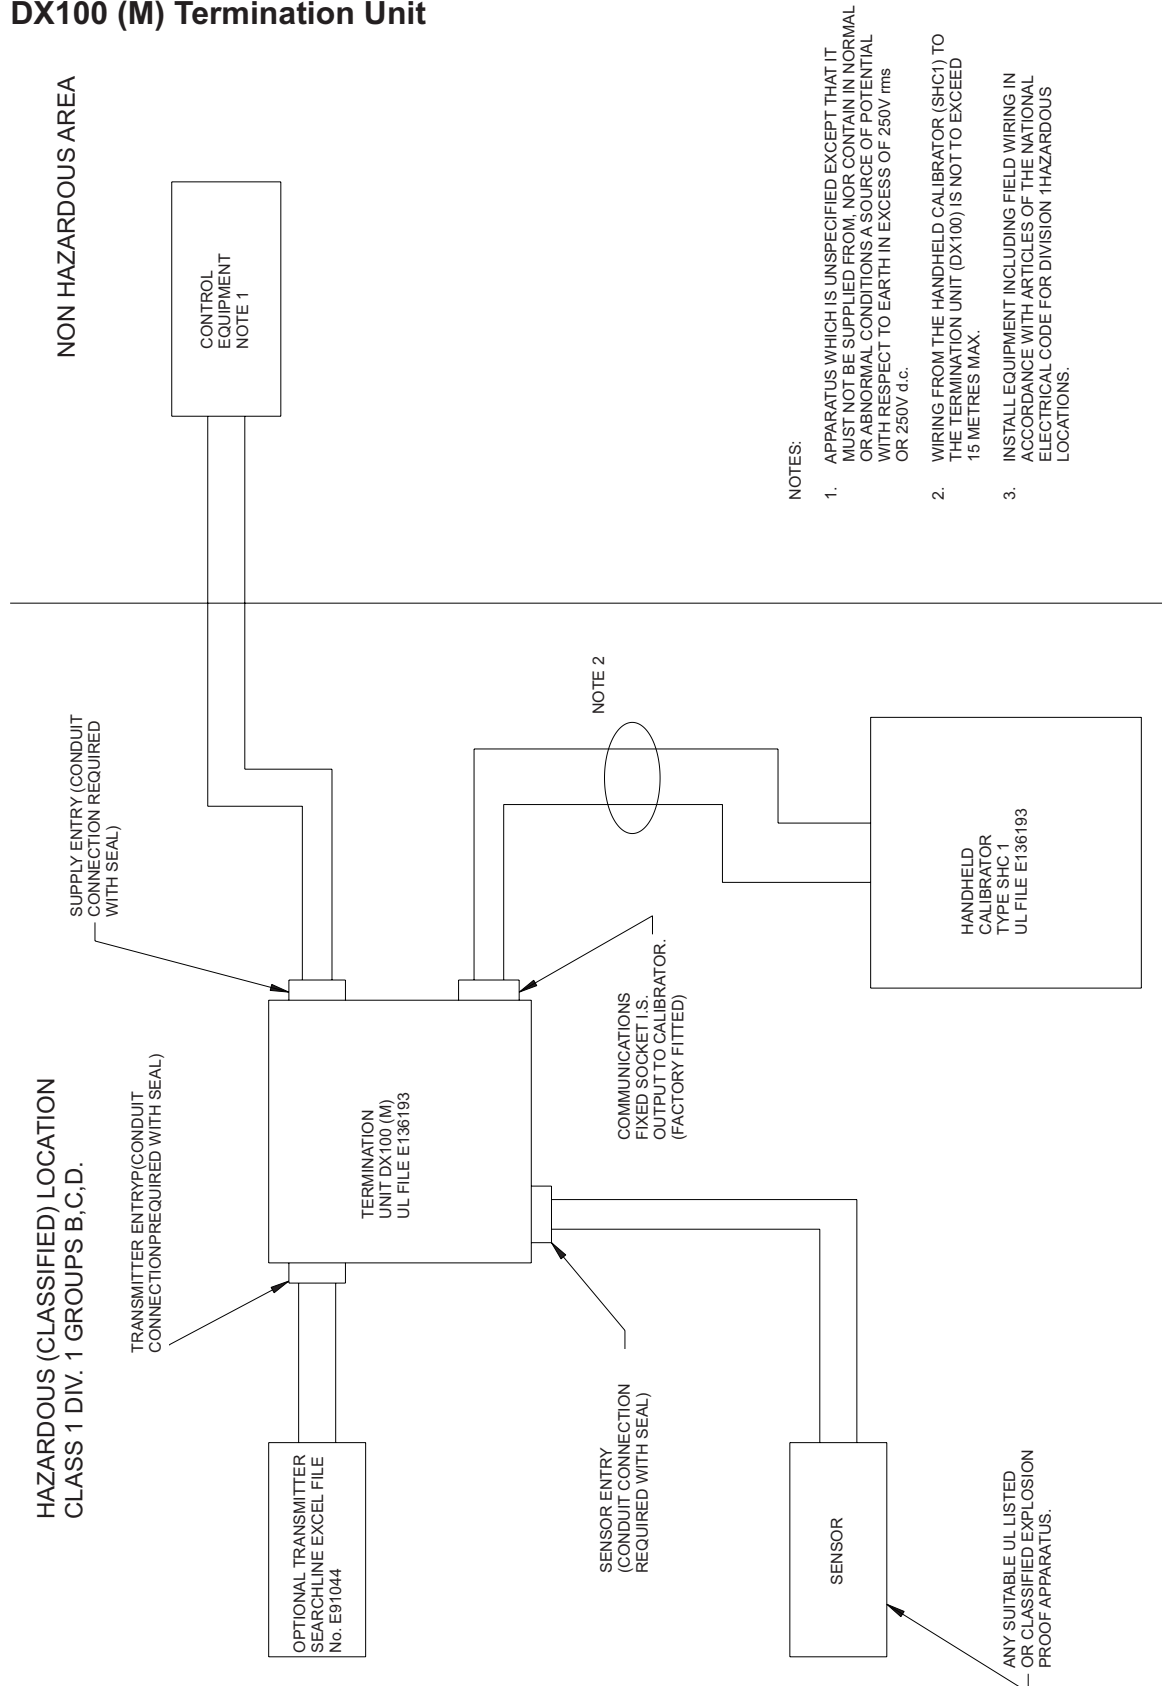 DX100 (M) Termination Unit
HAZARDOUS (CLASSIFIED) LOCATION
CLASS 1 DIV. 1 GROUPS B,C,D.
NON HAZARDOUS AREA
TRANSMITTER ENTRYP(CONDUIT
CONNECTIONPREQUIRED WITH SEAL)
SUPPLY ENTRY (CONDUIT
CONNECTION REQUIRED
WITH SEAL)
CONTROL
EQUIPMENT
NOTE 1
OPTIONAL TRANSMITTER
SEARCHLINE EXCEL FILE
No. E91044
TERMINATION
UNIT DX100 (M)
UL FILE E136193
NOTE 2
SENSOR ENTRY
(CONDUIT CONNECTION
REQUIRED WITH SEAL)
COMMUNICATIONS
FIXED SOCKET I.S.
OUTPUT TO CALIBRATOR.
(FACTORY FITTED)
SENSOR
HANDHELD
CALIBRATOR
TYPE SHC 1
UL FILE E136193
ANY SUITABLE UL LISTED
OR CLASSIFIED EXPLOSION
PROOF APPARATUS.
NOTES:
1. APPARATUS WHICH IS UNSPECIFIED EXCEPT THAT IT
MUST NOT BE SUPPLIED FROM, NOR CONTAIN IN NORMAL
OR ABNORMAL CONDITIONS A SOURCE OF POTENTIAL
WITH RESPECT TO EARTH IN EXCESS OF 250V rms
OR 250V d.c.
2. WIRING FROM THE HANDHELD CALIBRATOR (SHC1) TO
THE TERMINATION UNIT (DX100) IS NOT TO EXCEED
15 METRES MAX.
3. INSTALL EQUIPMENT INCLUDING FIELD WIRING IN
ACCORDANCE WITH ARTICLES OF THE NATIONAL
ELECTRICAL CODE FOR DIVISION 1HAZARDOUS
LOCATIONS.